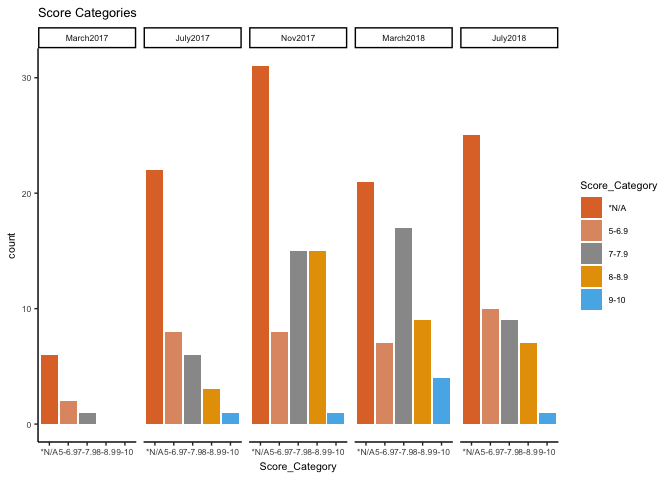 Score Categories
March2017 July2017 Nov2017 March2018 July2018
30
20
10
0
count
*N/A5-6.97-7.98-8.99-10 *N/A5-6.97-7.98-8.99-10 *N/A5-6.97-7.98-8.99-10 *N/A5-6.97-7.98-8.99-10 *N/A5-6.97-7.98-8.99-10
Score_Category
Score_Category
*N/A
5-6.9
7-7.9
8-8.9
9-10